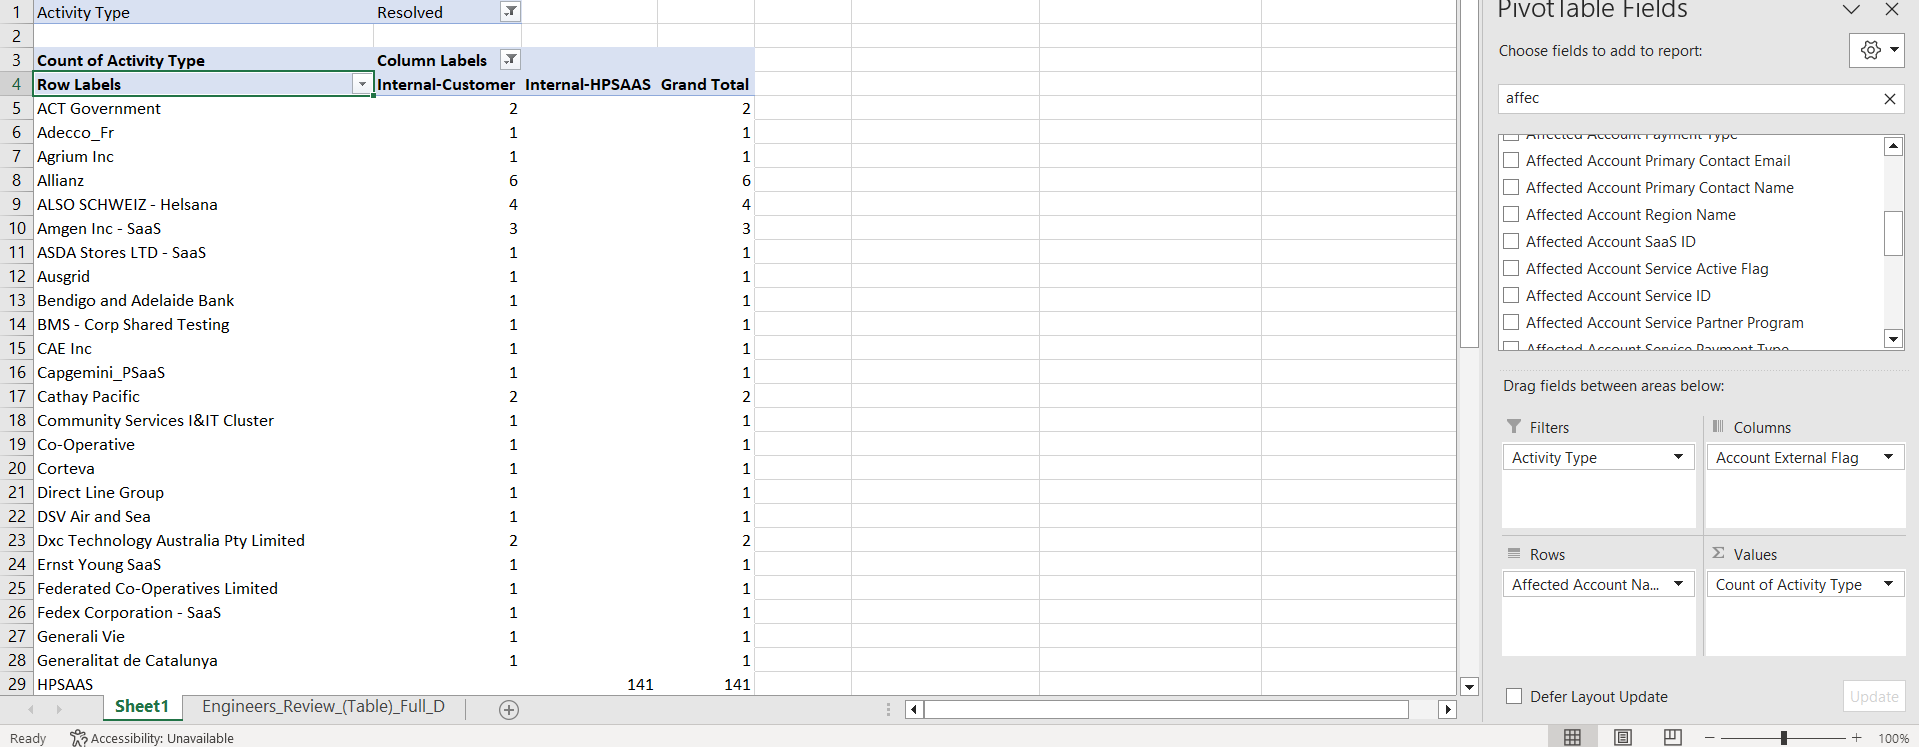 1 Activity Type Resolved
2
3 Count of Activity Type Column Labels
4 Row Labels Internal-Customer Internal-HPSAAS Grand Total
5 ACT Government 2 2
6 Adecco_Fr 1 1
7 Agrium Inc 1 1
8 Allianz 6 6
9 ALSO SCHWEIZ - Helsana 4 4
10 Amgen Inc - SaaS 3 3
11 ASDA Stores LTD - SaaS 1 1
12 Ausgrid 1 1
13 Bendigo and Adelaide Bank 1 1
14 BMS - Corp Shared Testing 1 1
15 CAE Inc 1 1
16 Capgemini_PSaaS 1 1
17 Cathay Pacific 2 2
18 Community Services I&IT Cluster 1 1
19 Co-Operative 1 1
20 Corteva 1 1
21 Direct Line Group 1 1
22 DSV Air and Sea 1 1
23 Dxc Technology Australia Pty Limited 2 2
24 Ernst Young SaaS 1 1
25 Federated Co-Operatives Limited 1 1
26 Fedex Corporation - SaaS 1 1
27 Generali Vie 1 1
28 Generalitat de Catalunya 1 1
29 HPSAAS 141 141
Sheet1 Engineers_Review_(Table)_Full_D
Ready Accessibility: Unavailable
100%
PivotTable Fields
Choose fields to add to report:
affec
Affected Account Payment Type
Affected Account Primary Contact Email
Affected Account Primary Contact Name
Affected Account Region Name
Affected Account SaaS ID
Affected Account Service Active Flag
Affected Account Service ID
Affected Account Service Partner Program
Affected Account Service Payment Type
Drag fields between areas below:
Filters
Activity Type
Columns
Account External Flag
Rows
Affected Account Na...
Values
Count of Activity Type
Defer Layout Update
Update